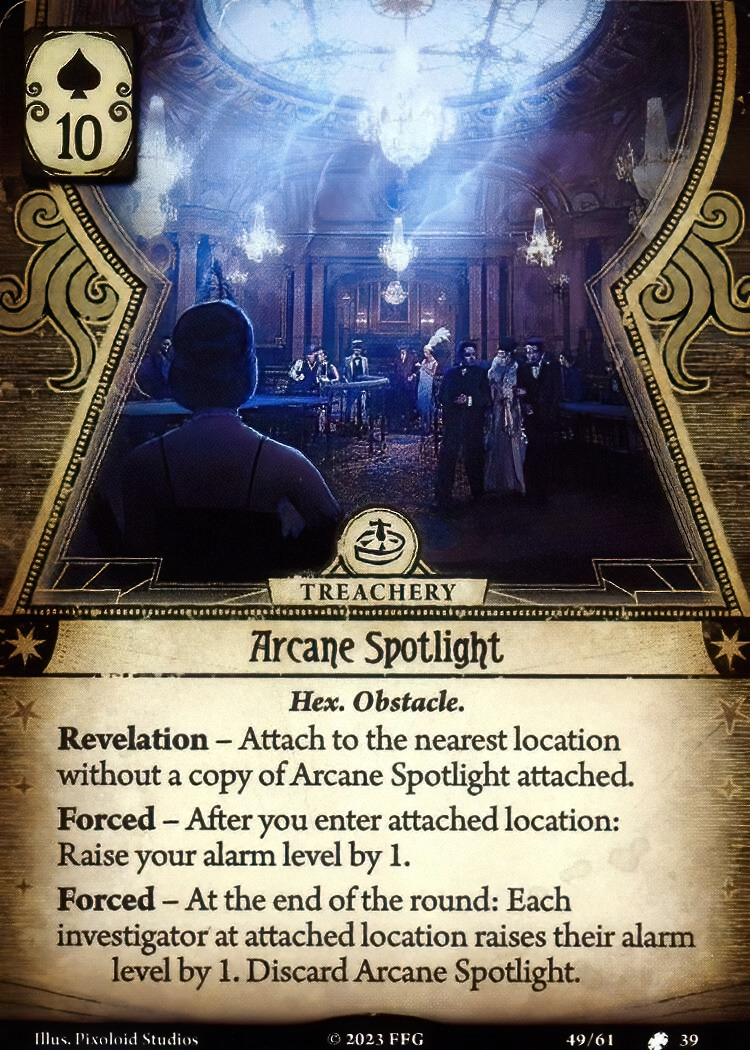 10
TREACHERY
Arcane Spotlight
Hex. Obstacle.
Revelation – Attach to the nearest location
without a copy of Arcane Spotlight attached.
Forced – After you enter attached location:
Raise your alarm level by 1.
Forced – At the end of the round: Each
investigator at attached location raises their alarm
level by 1. Discard Arcane Spotlight.
Illus. Pixoloid Studios © 2023 FFG 49/61 39